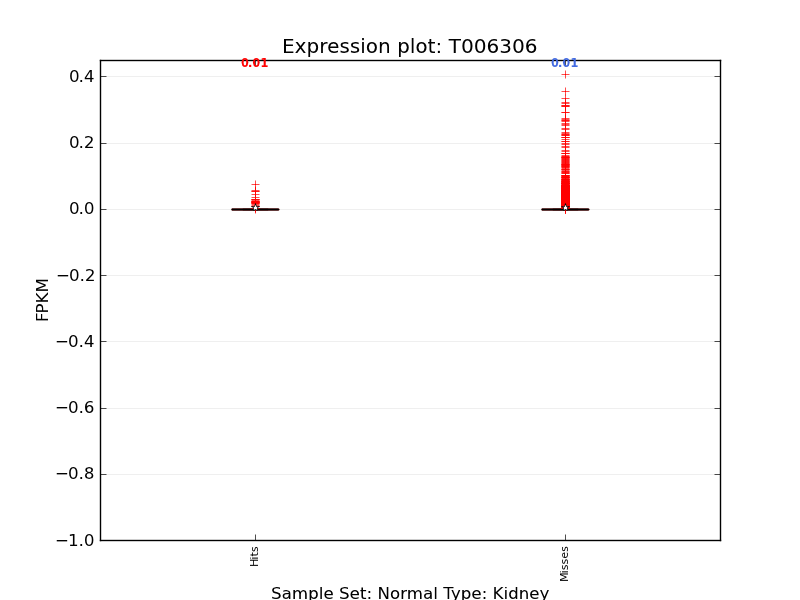 Expression plot: T006306
0.01
0.01
0.4
0.2
0.0
−0.2
−0.4
−0.6
−0.8
−1.0
FPKM
Hits
Misses
Sample Set: Normal Type: Kidney